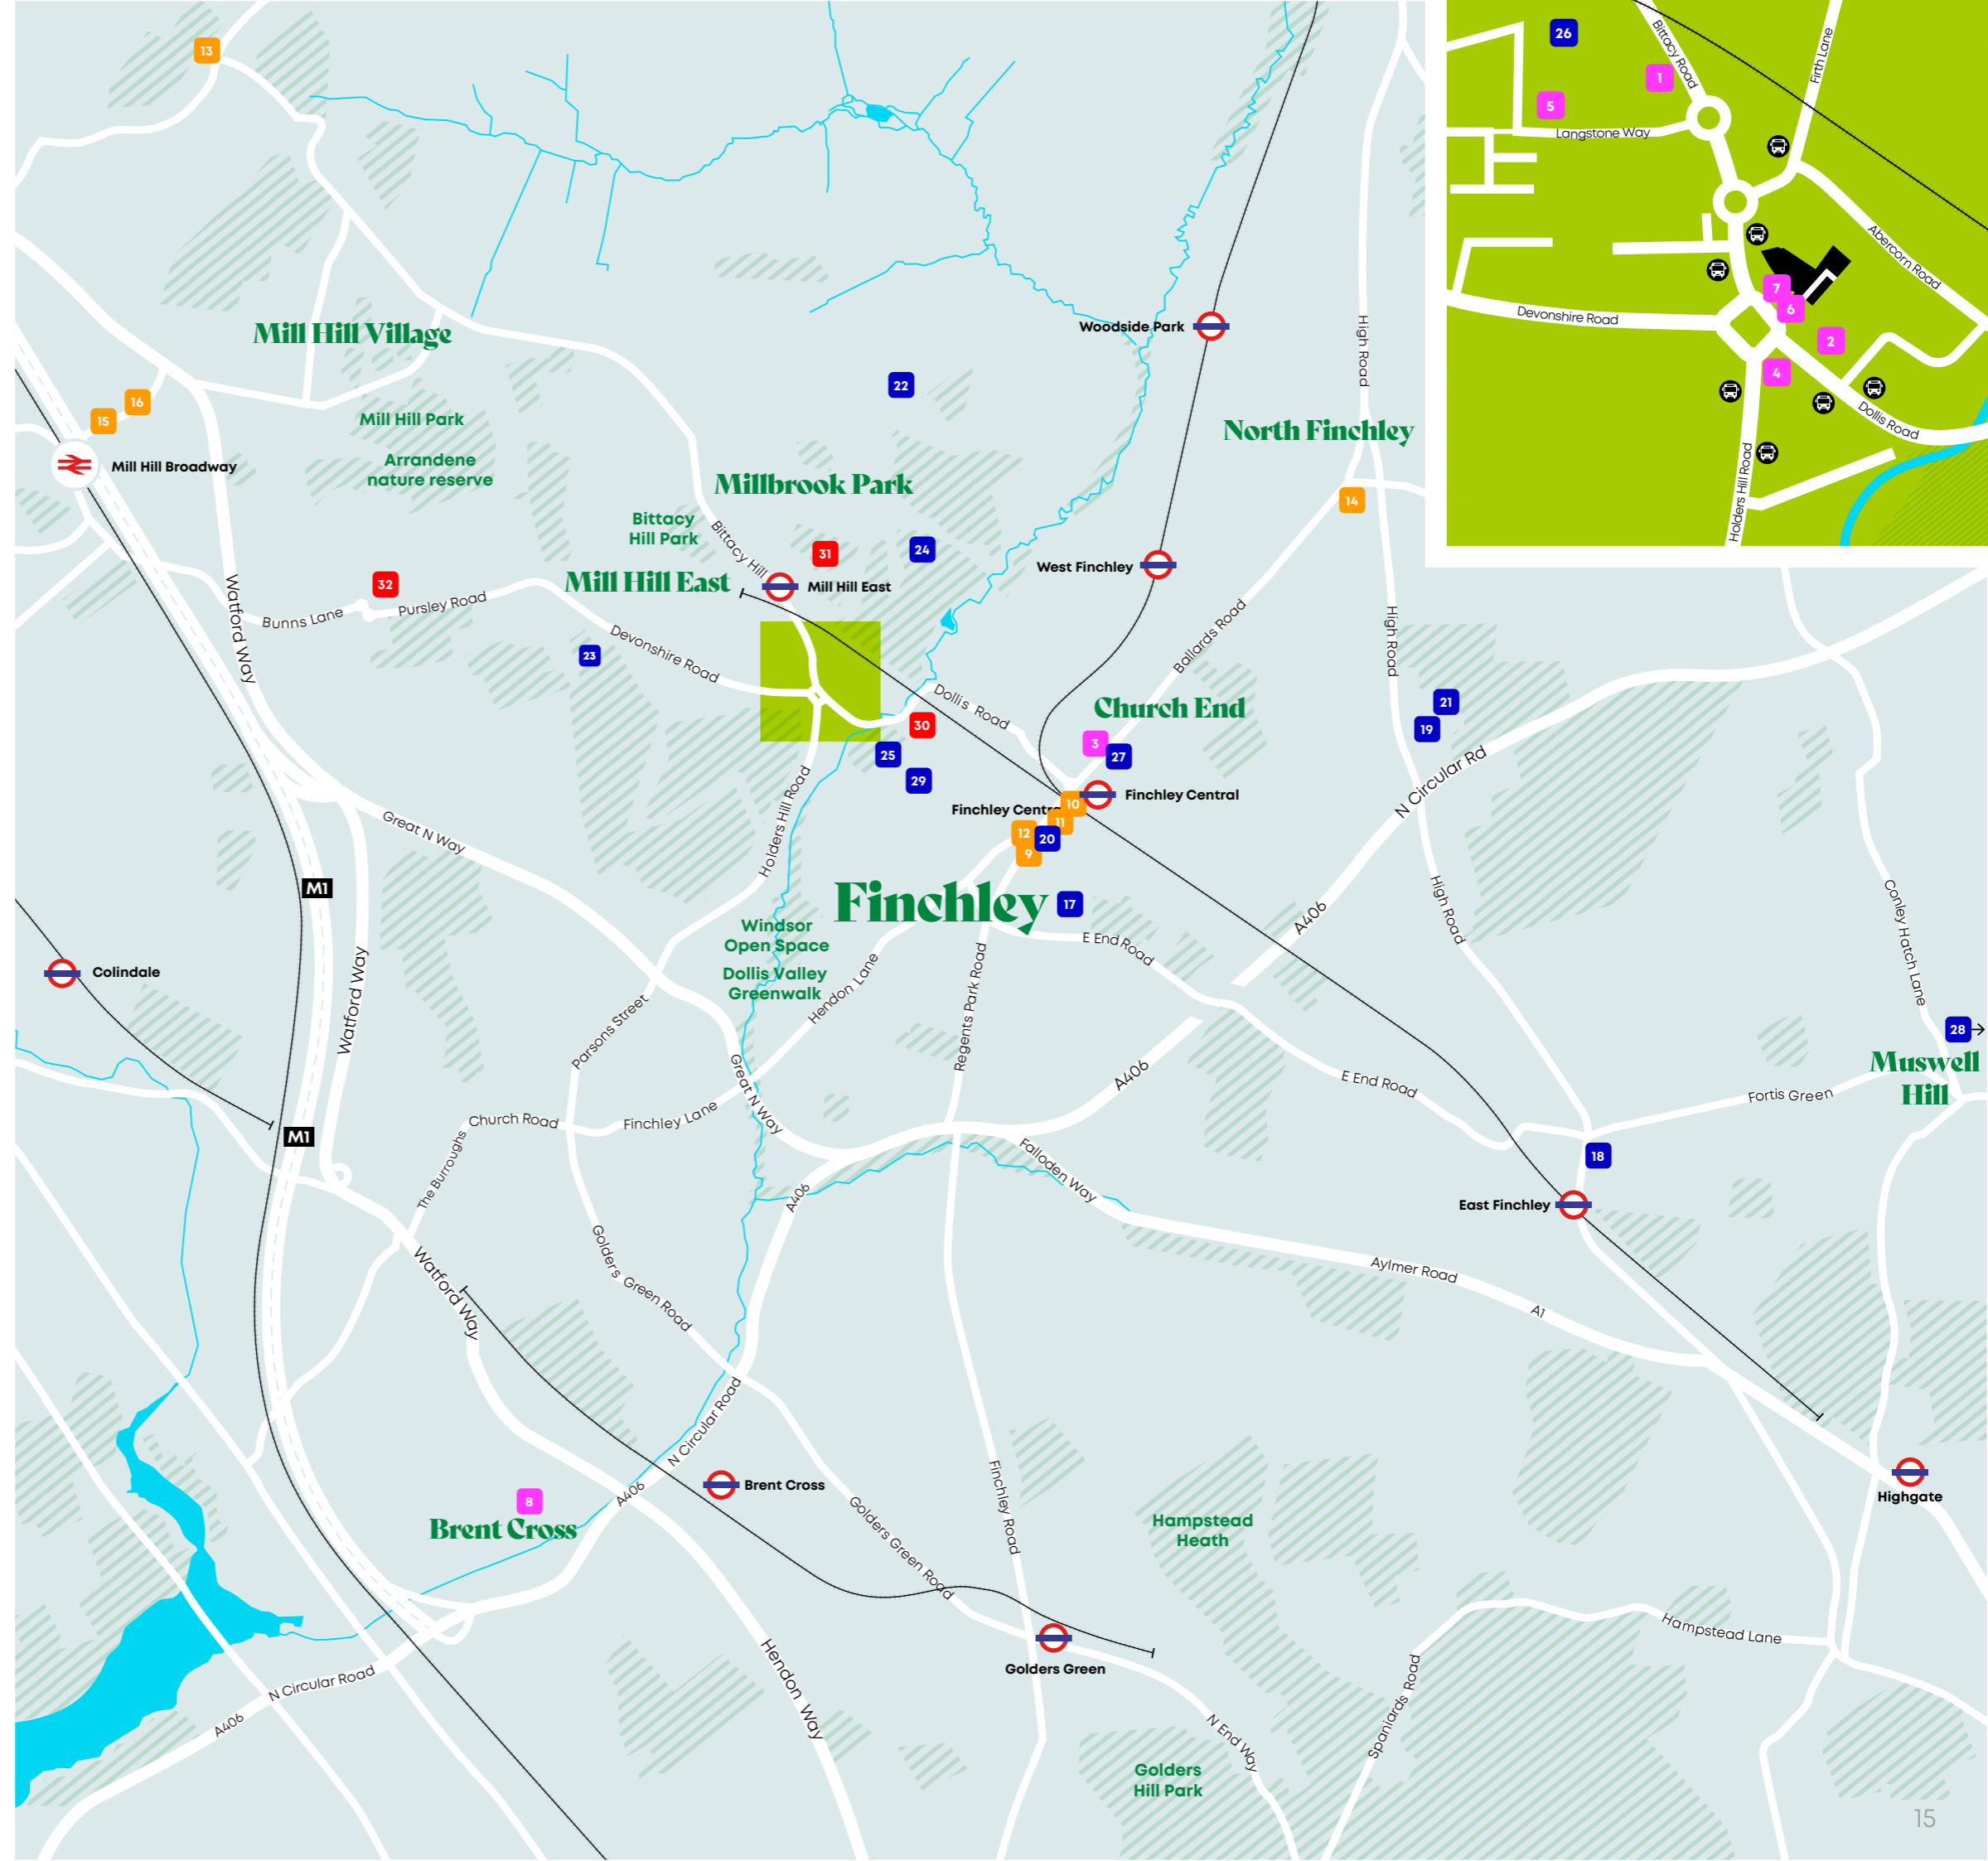 13
26
Bittacy Road
Firth Lane
1
5
Langstone Way
Abercorn Road
7
6
Devonshire Road
2
4
Dollis Road
Holders Hill Road
Mill Hill Village
Woodside Park
High Road
22
16
15
Mill Hill Park
North Finchley
Mill Hill Broadway
Arrandene
nature reserve
Millbrook Park
14
Bittacy
Hill Park
Bittacy Hill
31
24
West Finchley
Mill Hill East
Mill Hill East
32
Watford Way
Bunns Lane
Pursley Road
Devonshire Road
23
Ballards Road
High Road
Dollis Road
Church End
21
19
30
3
27
25
29
N Circular Rd
Finchley Central
Finchley Centra
10
11
12
20
9
Great N Way
Holders Hill Road
M1
Finchley
17
High Road
A406
Conley Hatch Lane
Windsor
Open Space
E End Road
Dollis Valley
Greenwalk
Hendon Lane
Regents Park Road
Colindale
Watford Way
Parsons Street
28
Muswell
Hill
Great N Way
A406
E End Road
Fortis Green
Church Road
Finchley Lane
M1
The Burroughs
Falloden Way
18
A406
East Finchley
Golders Green Road
Watford Way
Aylmer Road
A1
N Circular Road
Brent Cross
A406
8
Brent Cross
Finchley Road
Golders Green Road
Highgate
Hampstead
Heath
Hampstead Lane
Golders Green
N Circular Road
A406
Hendon Way
N End Way
Spaniards Road
Golders
Hill Park
15